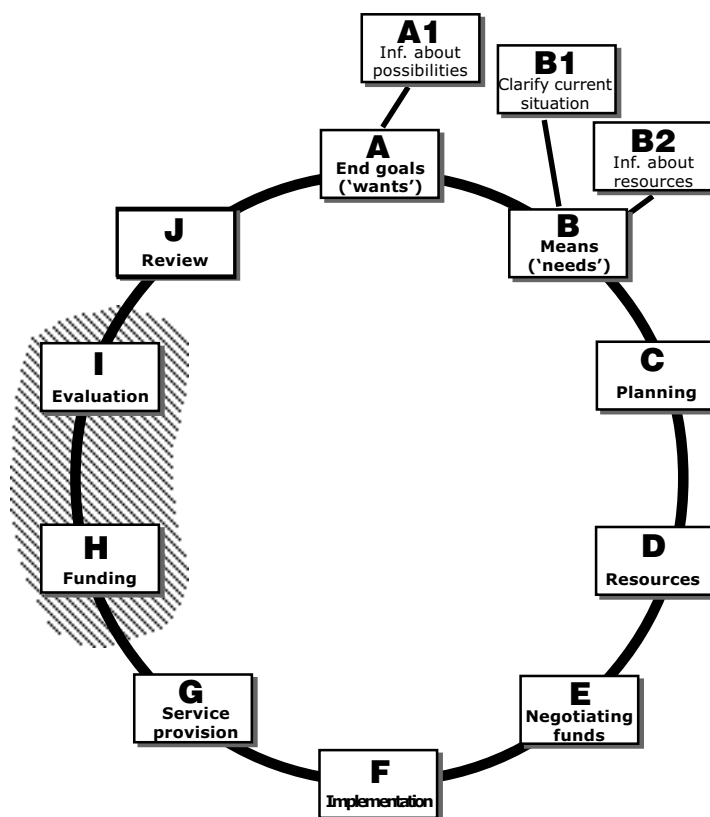 A1
Inf. about
possibilities
B1
Clarify current
situation
B2
Inf. about
resources
A
End goals
(‘wants’)
B
Means
(‘needs’)
C
Planning
D
Resources
E
Negotiating
funds
F
Implementation
G
Service
provision
H
Funding
I
Evaluation
J
Review